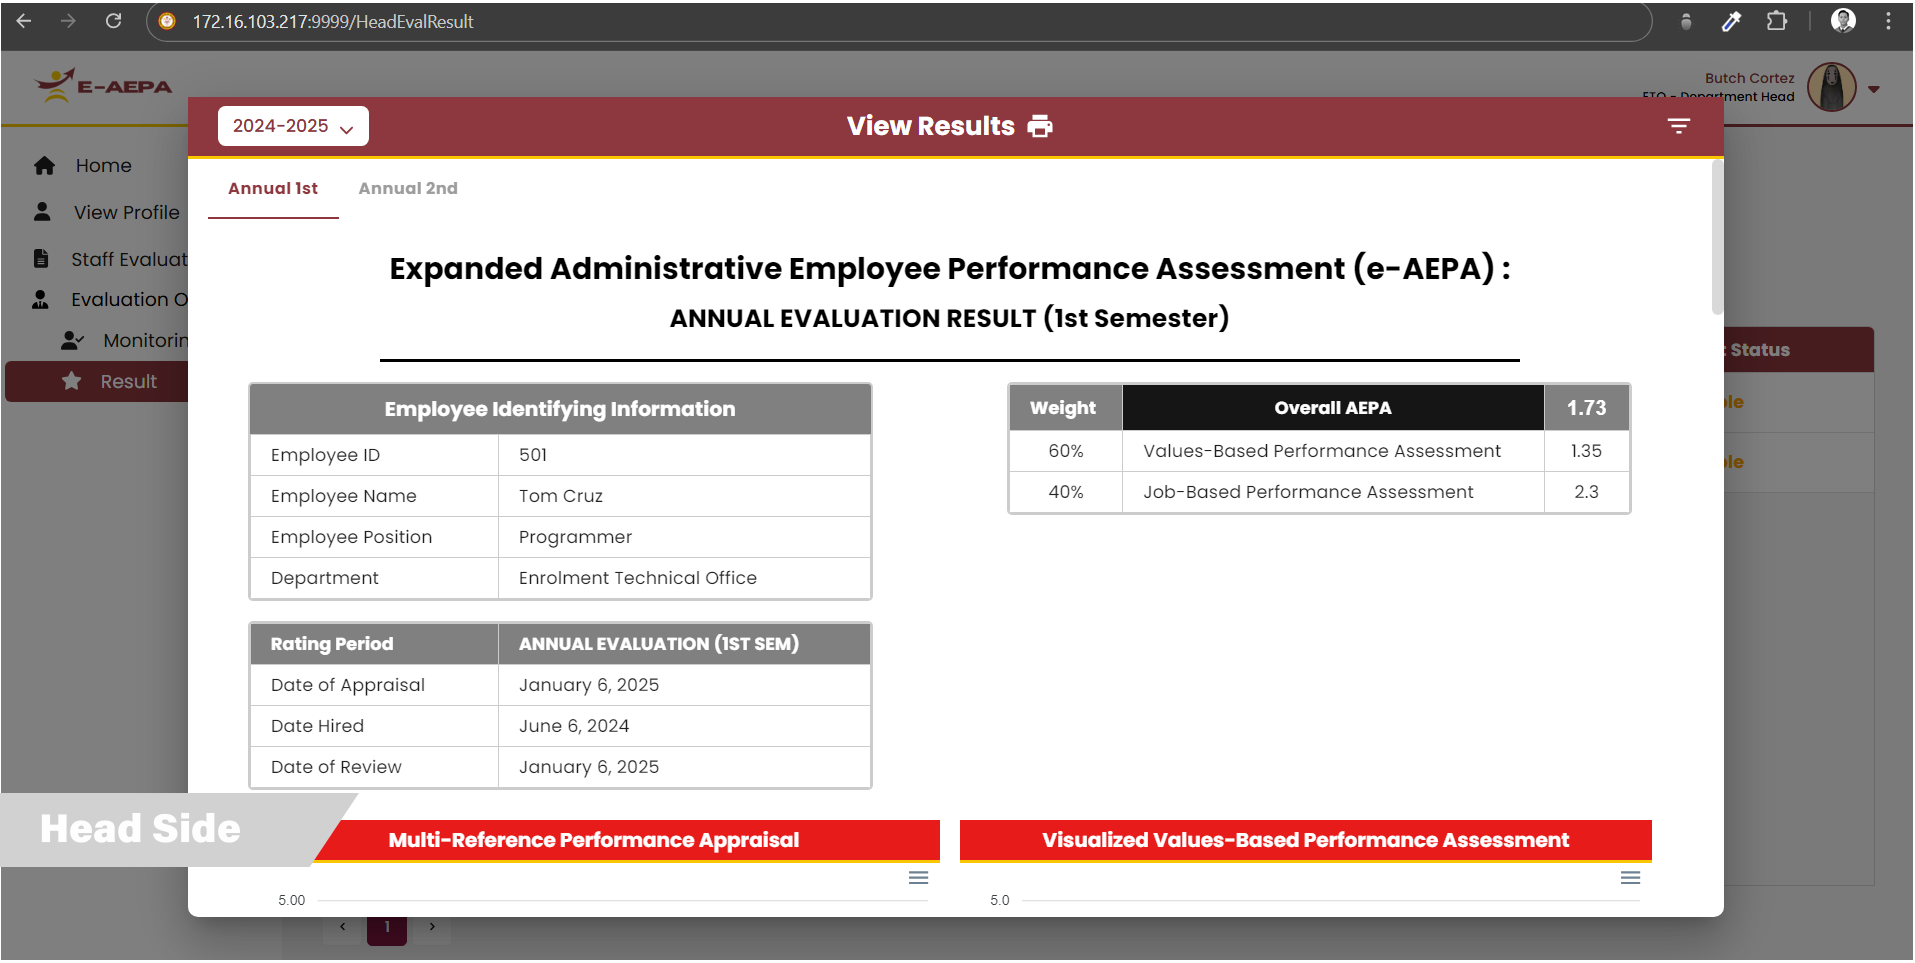 172.16.103.217:9999/HeadEvalResult
E-AEPA
Butch Cortez
ETO - Department Head
2024-2025
View Results
Home
View Profile
Staff Evaluat
Evaluation O
Monitorin
Result
Annual 1st
Annual 2nd
Expanded Administrative Employee Performance Assessment (e-AEPA) :
ANNUAL EVALUATION RESULT (1st Semester)
Employee Identifying Information
Employee ID 501
Employee Name Tom Cruz
Employee Position Programmer
Department Enrolment Technical Office
Weight Overall AEPA 1.73
60% Values-Based Performance Assessment 1.35
40% Job-Based Performance Assessment 2.3
Status
ole
ole
Rating Period ANNUAL EVALUATION (1ST SEM)
Date of Appraisal January 6, 2025
Date Hired June 6, 2024
Date of Review January 6, 2025
Head Side
Multi-Reference Performance Appraisal
5.00
Visualized Values-Based Performance Assessment
5.0
1